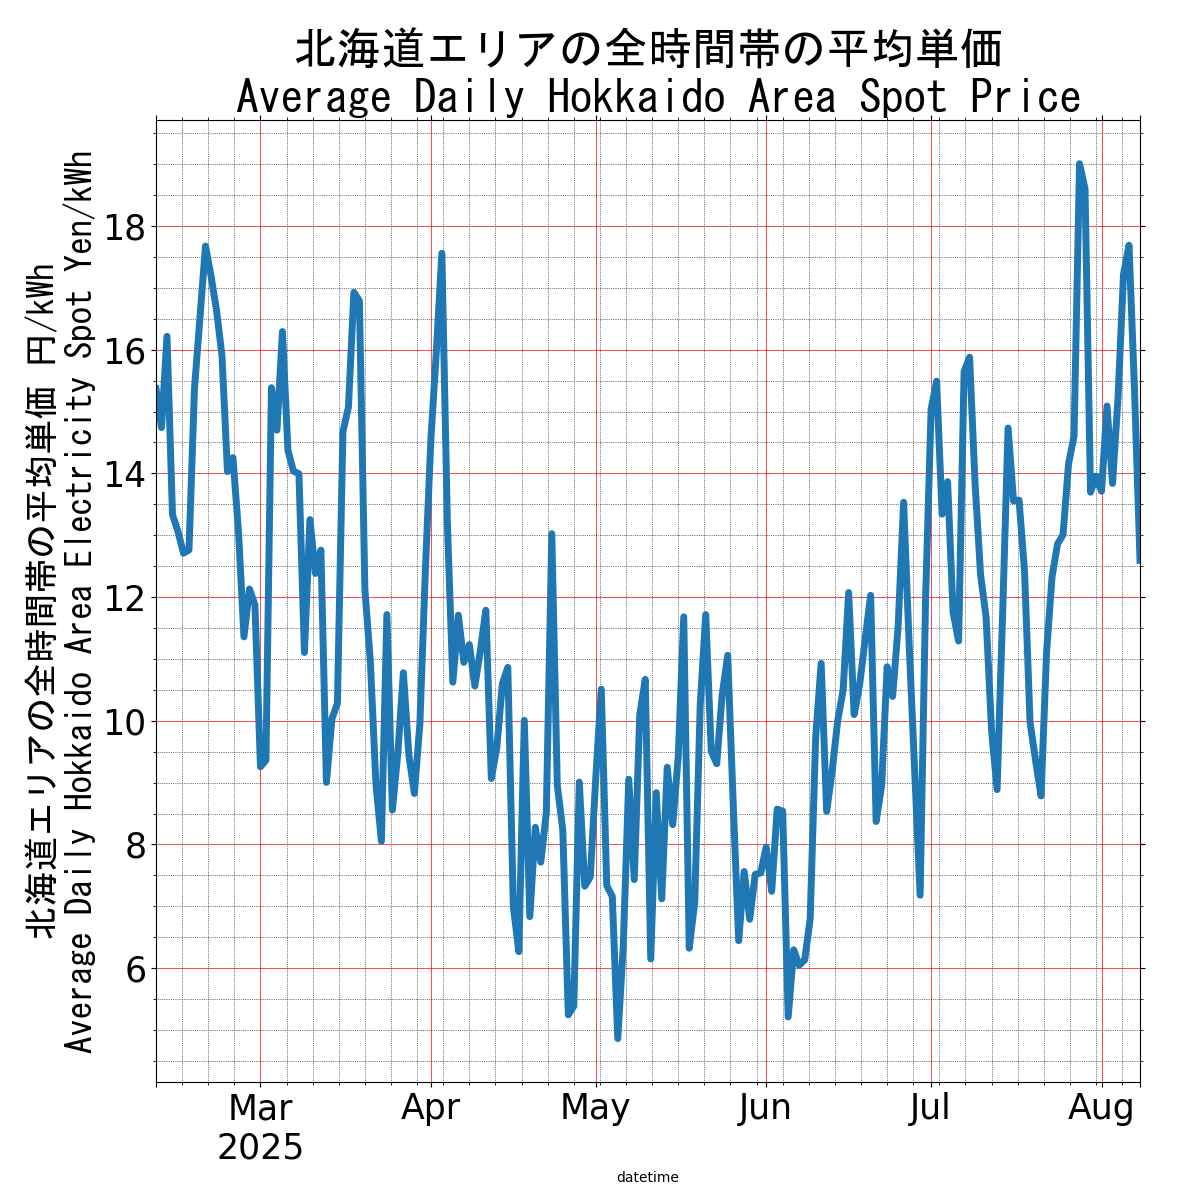 北海道エリアの全時間帯の平均単価
Average Daily Hokkaido Area Spot Price
北海道エリアの全時間帯の平均単価 円/kWh
Average Daily Hokkaido Area Electricity Spot Yen/kWh
18
16
14
12
10
8
6
Mar
2025
Apr
May
Jun
Jul
Aug
datetime